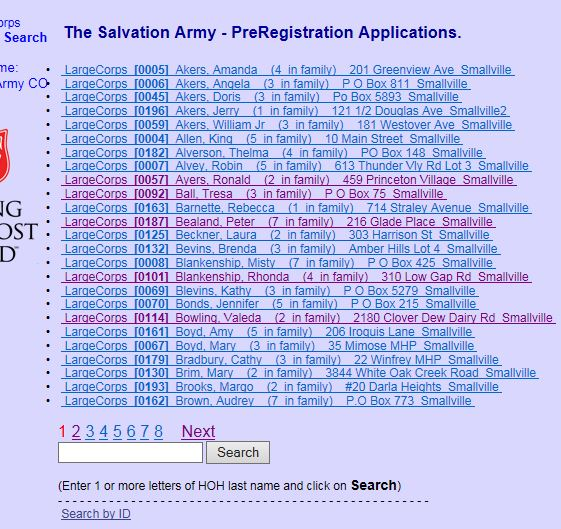 orps
Search
The Salvation Army - PreRegistration Applications.
me:
Army CO
LargeCorps [0005] Akers, Amanda (4 in family) 201 Greenview Ave Smallville
LargeCorps [0006] Akers, Angela (3 in family) P O Box 811 Smallville
LargeCorps [0045] Akers, Doris (3 in family) Po Box 5893 Smallville
LargeCorps [0196] Akers, Jerry (1 in family) 121 1/2 Douglas Ave Smallville2
LargeCorps [0059] Akers, William Jr (3 in family) 181 Westover Ave Smallville
LargeCorps [0004] Allen, King (5 in family) 10 Main Street Smallville
LargeCorps [0182] Alverson, Thelma (4 in family) PO Box 148 Smallville
LargeCorps [0007] Alvey, Robin (5 in family) 613 Thunder Vly Rd Lot 3 Smallville
LargeCorps [0057] Ayers, Ronald (2 in family) 459 Princeton Village Smallville
LargeCorps [0092] Ball, Tresa (3 in family) P O Box 75 Smallville
LargeCorps [0163] Barnette, Rebecca (1 in family) 714 Straley Avenue Smallville
LargeCorps [0187] Bealand, Peter (7 in family) 216 Glade Place Smallville
LargeCorps [0125] Beckner, Laura (2 in family) 303 Harrison St Smallville
LargeCorps [0132] Bevins, Brenda (3 in family) Amber Hills Lot 4 Smallville
LargeCorps [0008] Blankenship, Misty (7 in family) P O Box 425 Smallville
LargeCorps [0101] Blankenship, Rhonda (4 in family) 310 Low Gap Rd Smallville
LargeCorps [0069] Blevins, Kathy (3 in family) P O Box 5279 Smallville
LargeCorps [0070] Bonds, Jennifer (5 in family) P O Box 215 Smallville
LargeCorps [0114] Bowling, Valeda (2 in family) 2180 Clover Dew Dairy Rd Smallville
LargeCorps [0161] Boyd, Amy (5 in family) 206 Iroquis Lane Smallville
LargeCorps [0067] Boyd, Mary (3 in family) 35 Mimose MHP Smallville
LargeCorps [0179] Bradbury, Cathy (3 in family) 22 Winfrey MHP Smallville
LargeCorps [0130] Brim, Mary (2 in family) 3844 White Oak Creek Road Smallville
LargeCorps [0193] Brooks, Margo (2 in family) #20 Darla Heights Smallville
LargeCorps [0162] Brown, Audrey (7 in family) P.O Box 773 Smallville
NG
OST
D
1 2 3 4 5 6 7 8 Next
Search
(Enter 1 or more letters of HOH last name and click on Search)
Search by ID